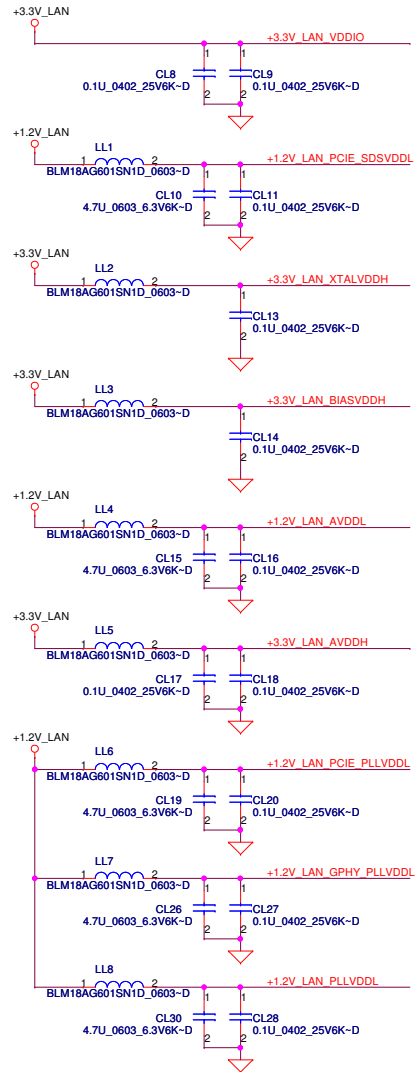 +3.3V_LAN
+3.3V_LAN_VDDIO
1 1
CL8 CL9
0.1U_0402_25V6K~D 0.1U_0402_25V6K~D
2 2
+1.2V_LAN
LL1
1 2 +1.2V_LAN_PCIE_SDSVDDL
BLM18AG601SN1D_0603~D
1 1
CL10 CL11
4.7U_0603_6.3V6K~D 0.1U_0402_25V6K~D
2 2
+3.3V_LAN
LL2
1 2 +3.3V_LAN_XTALVDDH
BLM18AG601SN1D_0603~D
1
CL13
0.1U_0402_25V6K~D
2
+3.3V_LAN
LL3
1 2 +3.3V_LAN_BIASVDDH
BLM18AG601SN1D_0603~D
1
CL14
0.1U_0402_25V6K~D
2
+1.2V_LAN
LL4
1 2 +1.2V_LAN_AVDDL
BLM18AG601SN1D_0603~D
1 1
CL15 CL16
4.7U_0603_6.3V6K~D 0.1U_0402_25V6K~D
2 2
+3.3V_LAN
LL5
1 2 +3.3V_LAN_AVDDH
BLM18AG601SN1D_0603~D
1 1
CL17 CL18
0.1U_0402_25V6K~D 0.1U_0402_25V6K~D
2 2
+1.2V_LAN
LL6
1 2 +1.2V_LAN_PCIE_PLLVDDL
BLM18AG601SN1D_0603~D
1 1
CL19 CL20
4.7U_0603_6.3V6K~D 0.1U_0402_25V6K~D
2 2
LL7
1 2 +1.2V_LAN_GPHY_PLLVDDL
BLM18AG601SN1D_0603~D
1 1
CL26 CL27
4.7U_0603_6.3V6K~D 0.1U_0402_25V6K~D
2 2
LL8
1 2 +1.2V_LAN_PLLVDDL
BLM18AG601SN1D_0603~D
1 1
CL30 CL28
4.7U_0603_6.3V6K~D 0.1U_0402_25V6K~D
2 2